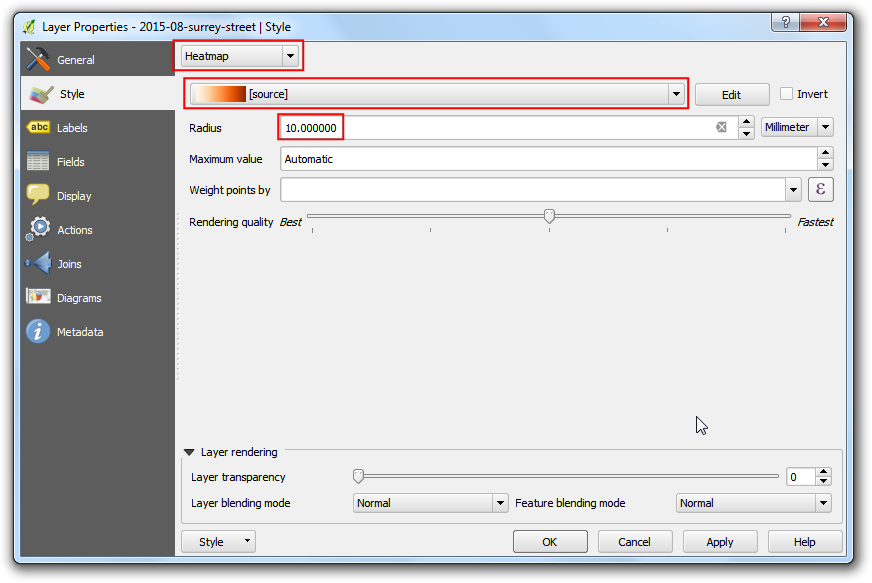 Layer Properties - 2015-08-surrey-street | Style
?
General
Style
abc Labels
Fields
Display
Actions
Joins
Diagrams
i Metadata
Heatmap
[source] Edit Invert
Radius 10.000000 Millimeter
Maximum value Automatic
Weight points by ε
Rendering quality Best Fastest
Layer rendering
Layer transparency 0
Layer blending mode Normal Feature blending mode Normal
Style OK Cancel Apply Help